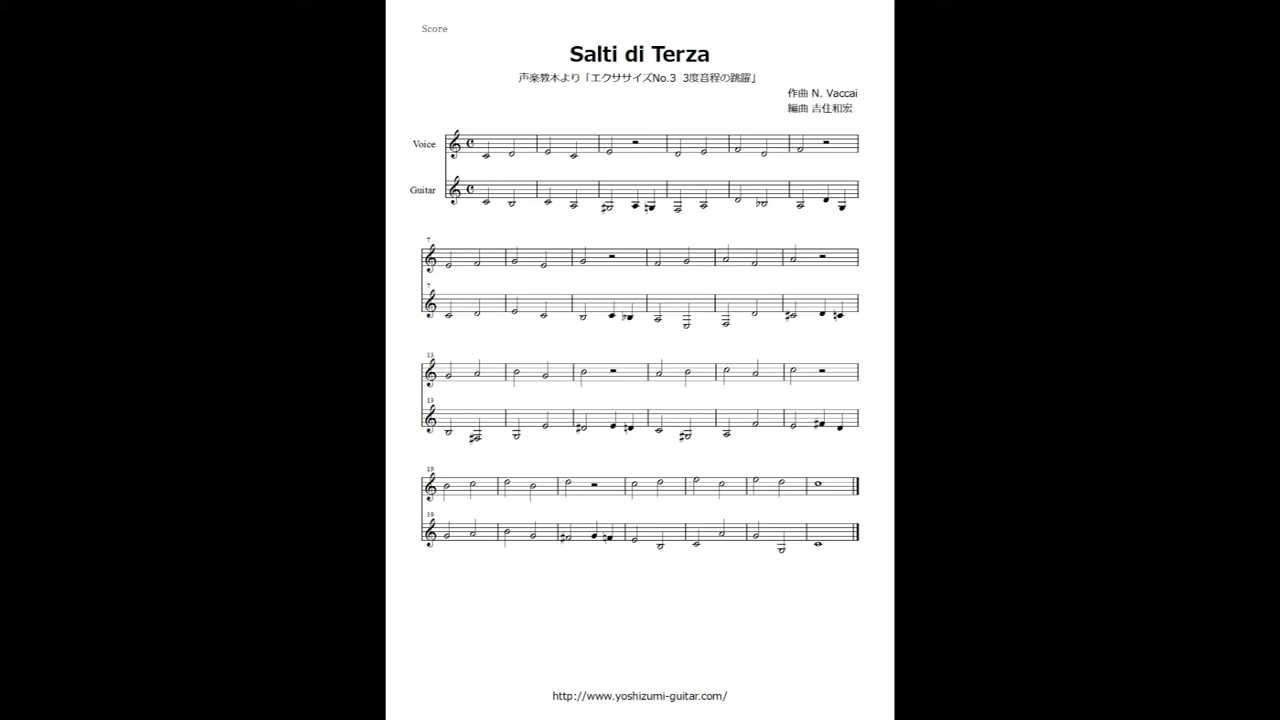 Score
Salti di Terza
声楽教本より「エクササイズNo.3 3度音程の跳躍」
作曲 N. Vaccai
編曲 吉住和宏
Voice
Guitar
7
7
13
13
19
19
http://www.yoshizumi-guitar.com/